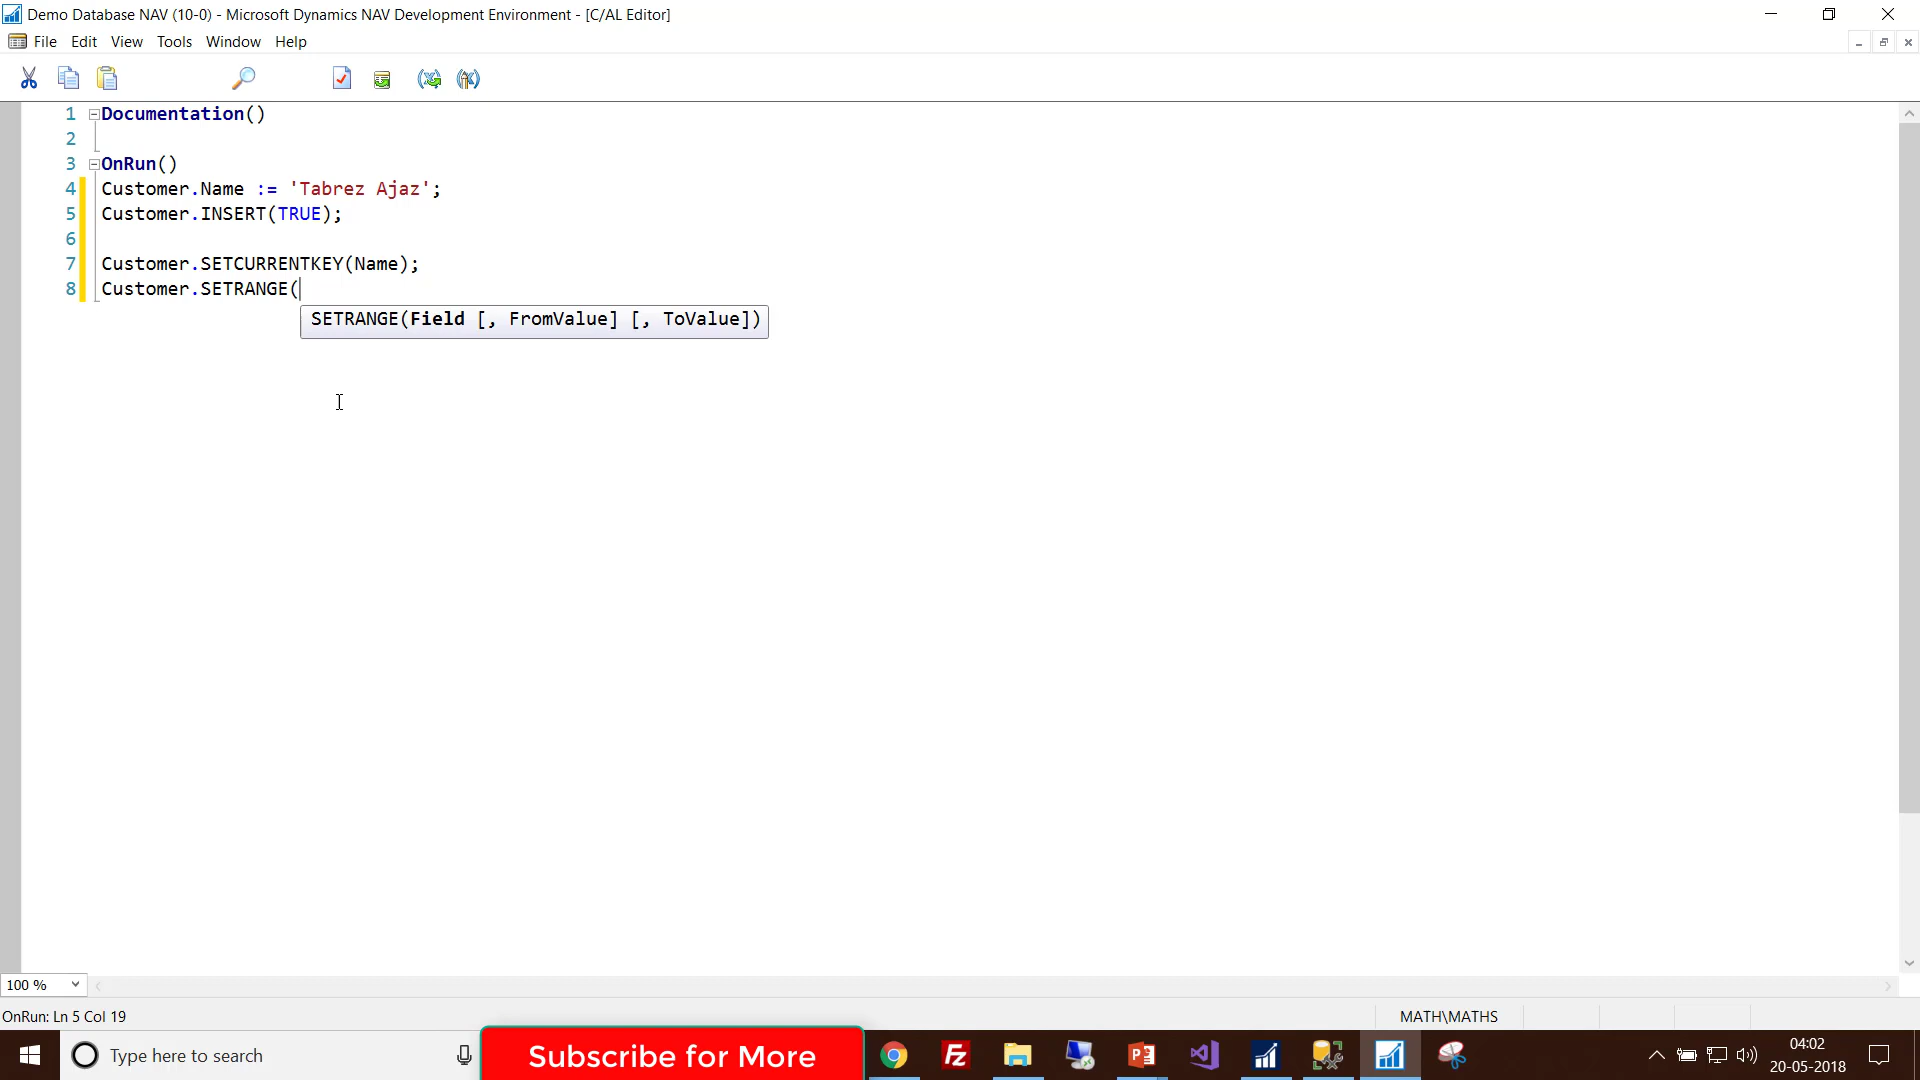 Demo Database NAV (10-0) - Microsoft Dynamics NAV Development Environment - [C/AL Editor]
File Edit View Tools Window Help
1 Documentation()
2
3 OnRun()
4 Customer.Name := 'Tabrez Ajaz';
5 Customer.INSERT(TRUE);
6
7 Customer.SETCURRENTKEY(Name);
8 Customer.SETRANGE(
SETRANGE(Field [, FromValue] [, ToValue])
100 %
OnRun: Ln 5 Col 19 MATH\MATHS
Type here to search Subscribe for More 04:02
20-05-2018